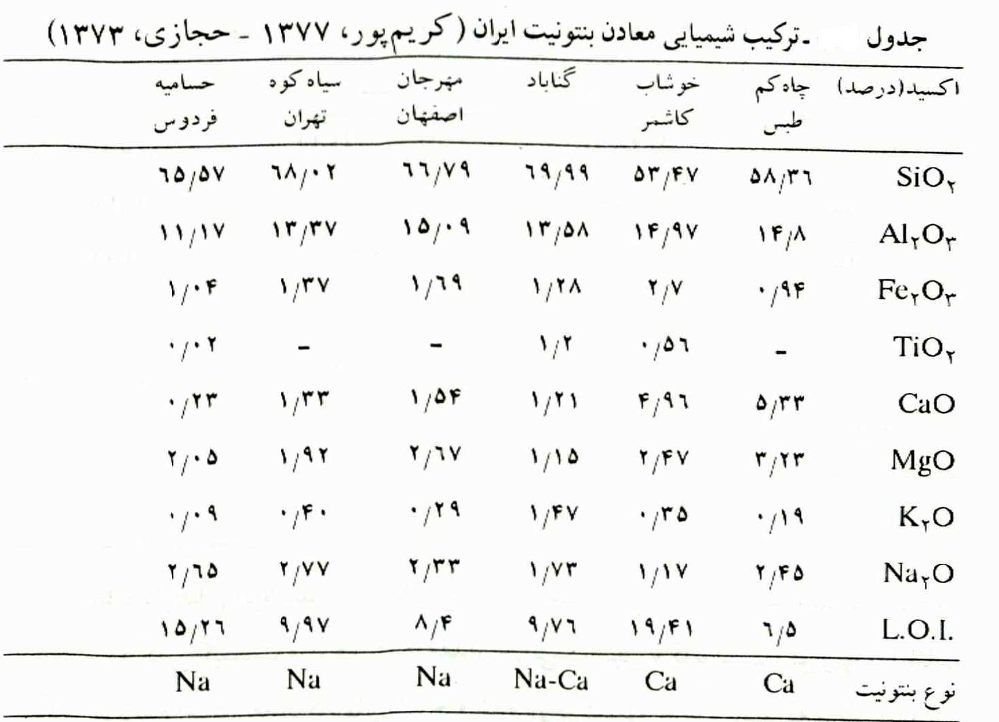 جدول ـ ترکیب شیمیایی معادن بنتونیت ایران (کریم‌پور، ۱۳۷۷ ـ حجازی، ۱۳۷۳)
اکسید(درصد) چاه کم خوشاب گناباد مهرجان سیاه کوه حسامیه
طبس کاشمر اصفهان تهران فردوس
SiO۲ ۵۸/۳۶ ۵۳/۴۷ ۶۹/۹۹ ۶۶/۷۹ ۶۸/۰۲ ۶۵/۵۷
Al۲O۳ ۱۴/۸ ۱۴/۹۷ ۱۳/۵۸ ۱۵/۰۹ ۱۳/۳۷ ۱۱/۱۷
Fe۲O۳ ۰/۹۴ ۲/۷ ۱/۲۸ ۱/۶۹ ۱/۳۷ ۱/۰۴
TiO۲ - ۰/۵۶ ۱/۲ - - ۰/۰۲
CaO ۵/۳۳ ۴/۹۶ ۱/۲۱ ۱/۵۴ ۱/۳۳ ۰/۲۳
MgO ۳/۲۳ ۲/۴۷ ۱/۱۵ ۲/۶۷ ۱/۹۲ ۲/۰۵
K۲O ۰/۱۹ ۰/۳۵ ۱/۴۷ ۰/۲۹ ۰/۴۰ ۰/۰۹
Na۲O ۲/۴۵ ۱/۱۷ ۱/۷۳ ۲/۳۳ ۲/۷۷ ۲/۶۵
L.O.I. ۶/۵ ۱۹/۴۱ ۹/۷۶ ۸/۴ ۹/۹۷ ۱۵/۲۶
نوع بنتونیت Ca Ca Na-Ca Na Na Na